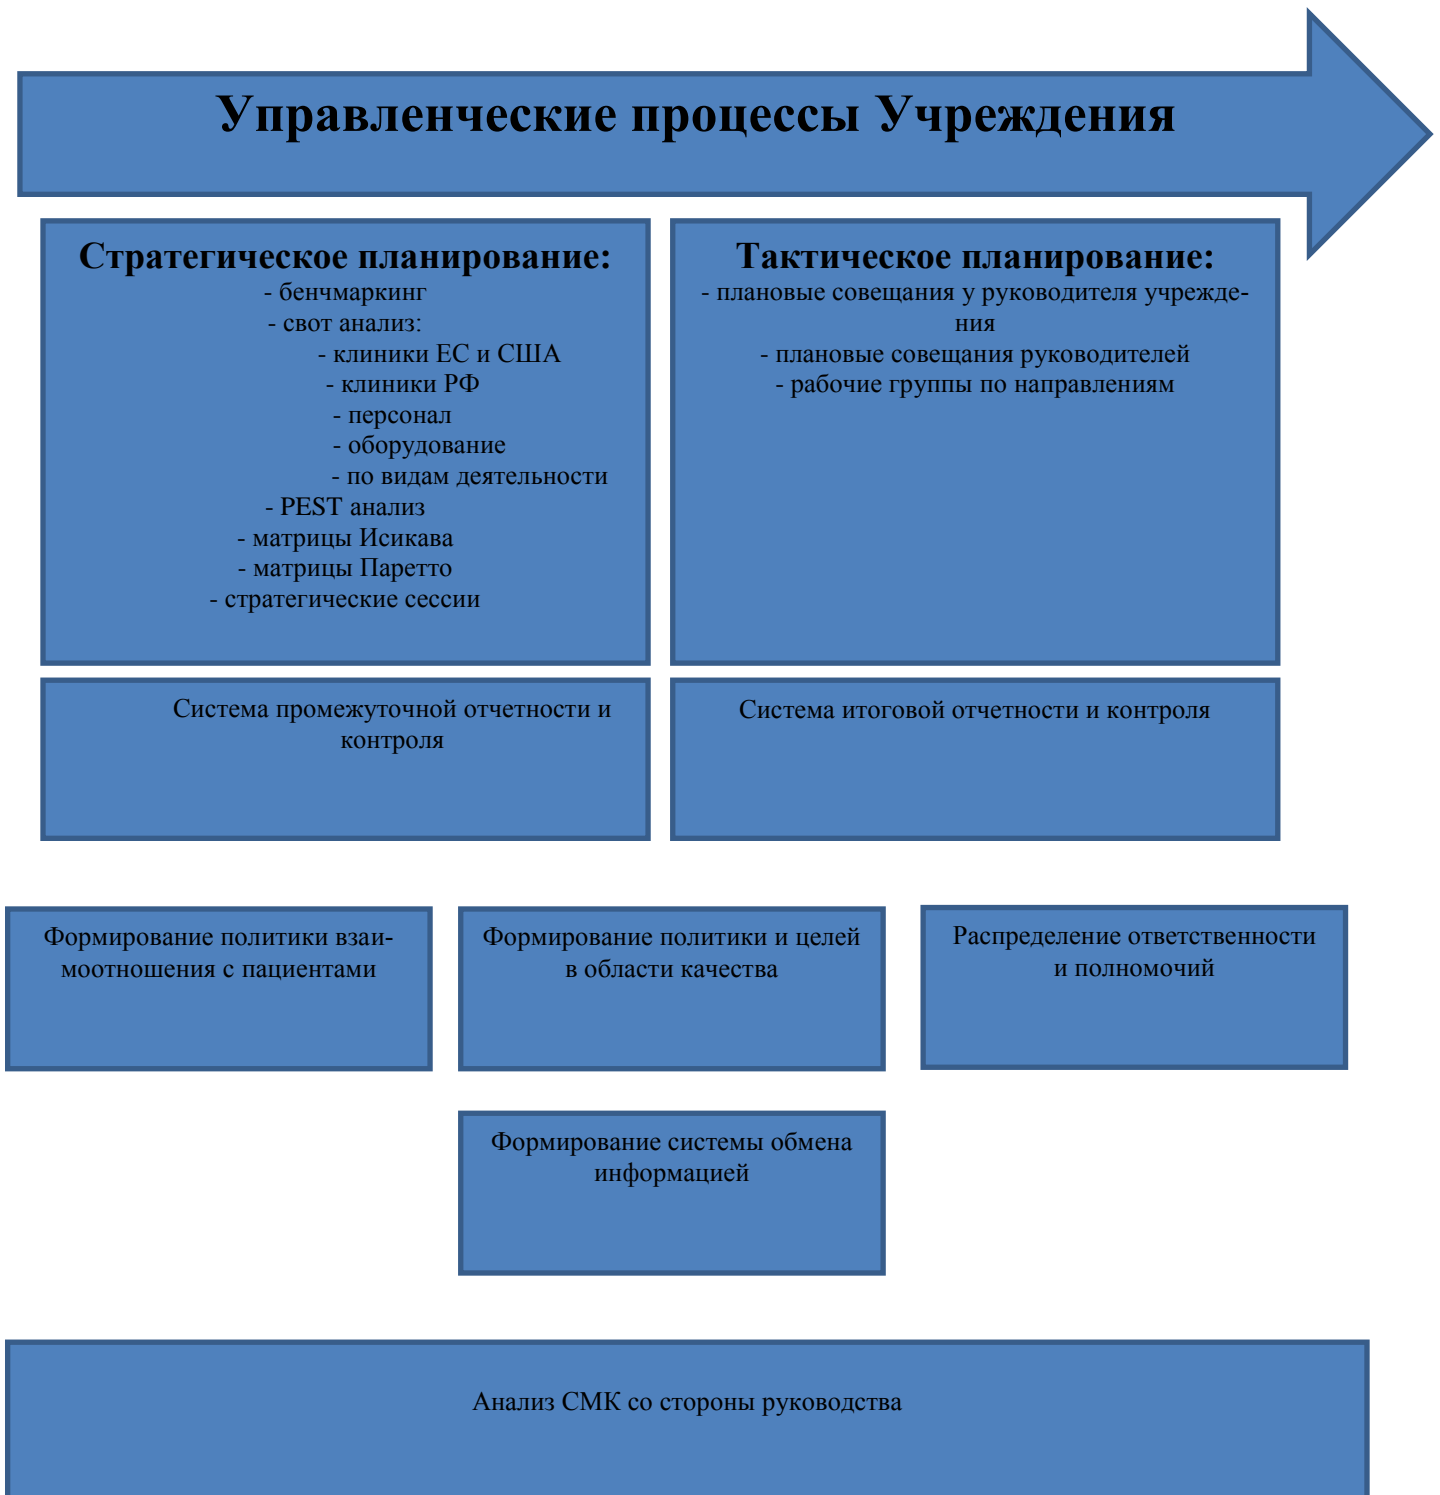 Управленческие процессы Учреждения
Стратегическое планирование:
- бенчмаркинг
- свот анализ:
- клиники ЕС и США
- клиники РФ
- персонал
- оборудование
- по видам деятельности
- PEST анализ
- матрицы Исикава
- матрицы Паретто
- стратегические сессии
Тактическое планирование:
- плановые совещания у руководителя учрежде-
ния
- плановые совещания руководителей
- рабочие группы по направлениям
Система промежуточной отчетности и
контроля
Система итоговой отчетности и контроля
Формирование политики взаи-
моотношения с пациентами
Формирование политики и целей
в области качества
Распределение ответственности
и полномочий
Формирование системы обмена
информацией
Анализ СМК со стороны руководства